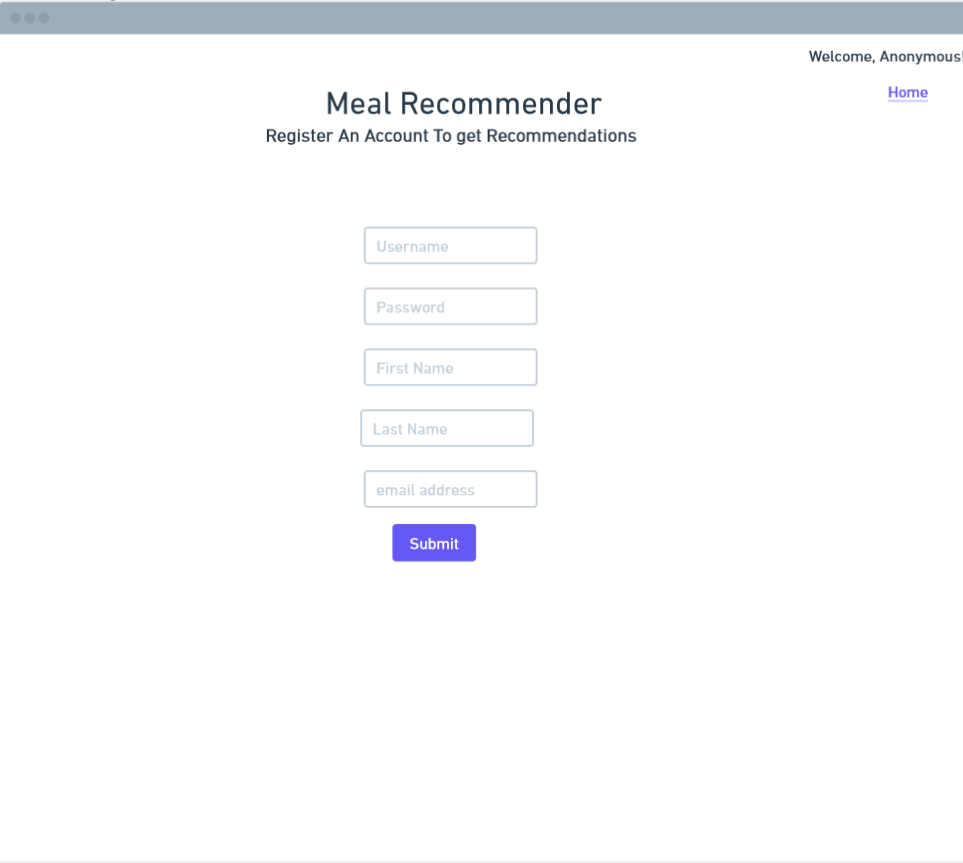 Welcome, Anonymous!
Meal Recommender
Home
Register An Account To get Recommendations
Username
Password
First Name
Last Name
email address
Submit